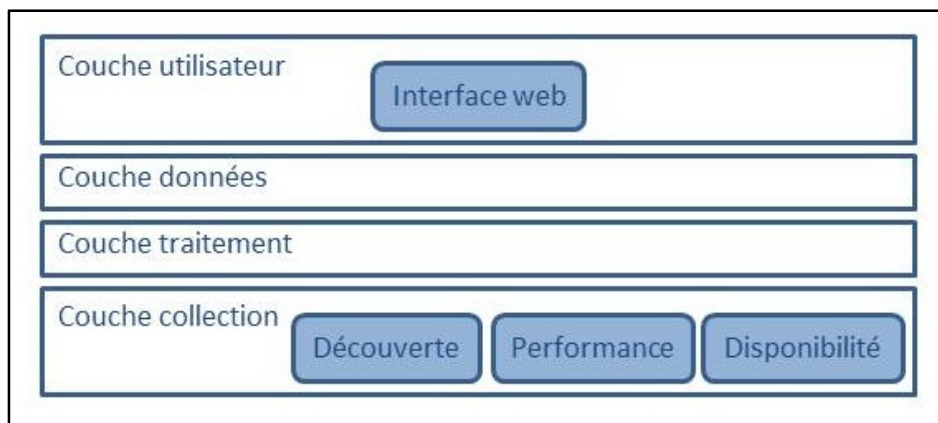 Couche utilisateur
Interface web
Couche données
Couche traitement
Couche collection
Découverte
Performance
Disponibilité